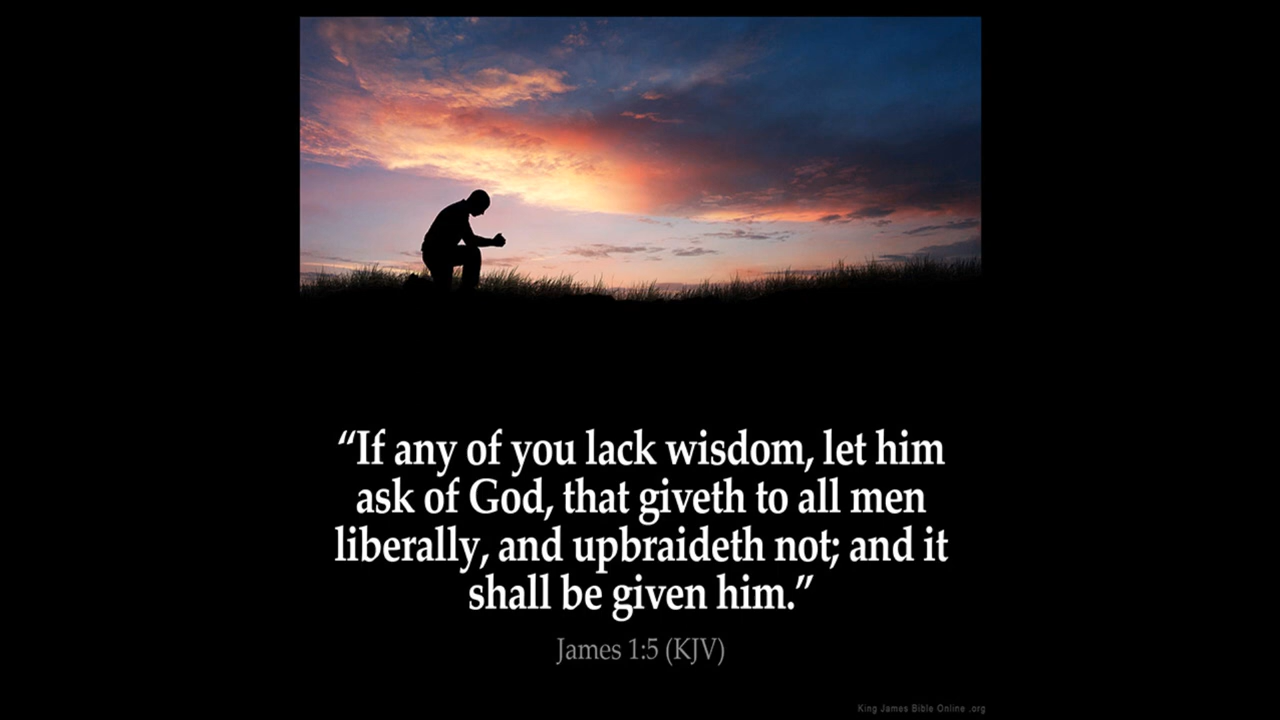 “If any of you lack wisdom, let him
ask of God, that giveth to all men
liberally, and upbraideth not; and it
shall be given him.”
James 1:5 (KJV)
King James Bible Online .org